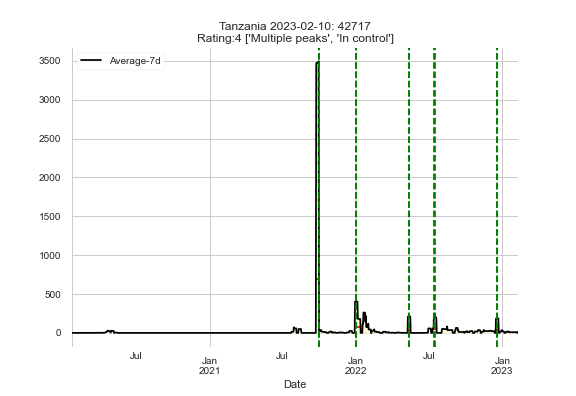 Tanzania 2023-02-10: 42717
Rating:4 ['Multiple peaks', 'In control']
Average-7d
3500
3000
2500
2000
1500
1000
500
0
Jul
Jan
2021
Jul
Jan
2022
Jul
Jan
2023
Date